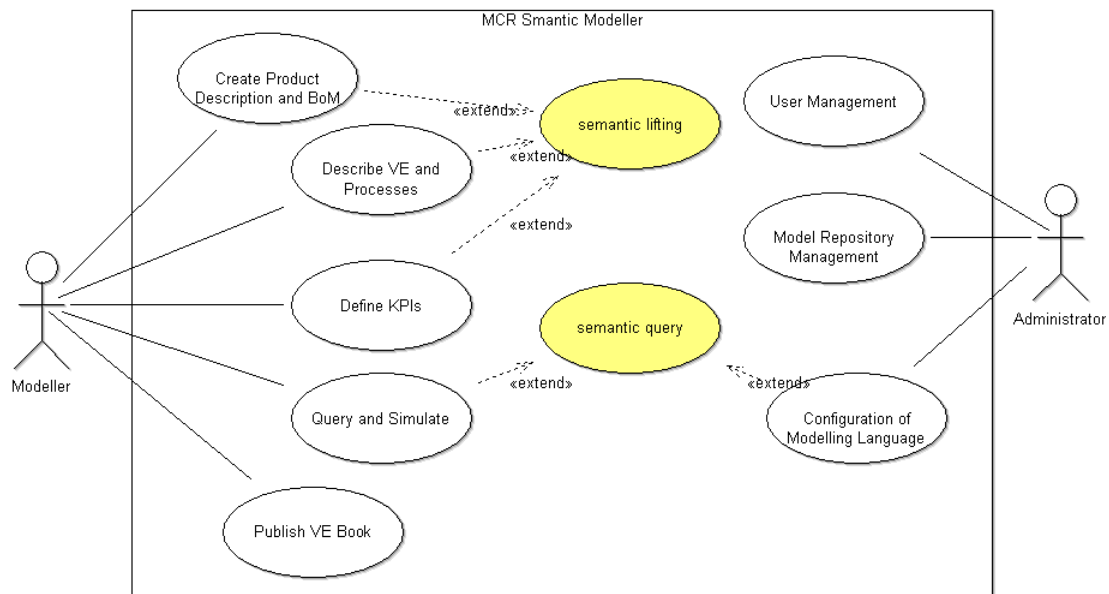 MCR Smantic Modeller
Create Product
Description and BoM
«extend»
semantic lifting
User Management
Describe VE and
Processes
«extend»
«extend»
Model Repository
Management
Define KPIs
semantic query
Administrator
Modeller
«extend»
«extend»
Query and Simulate
Configuration of
Modelling Language
Publish VE Book